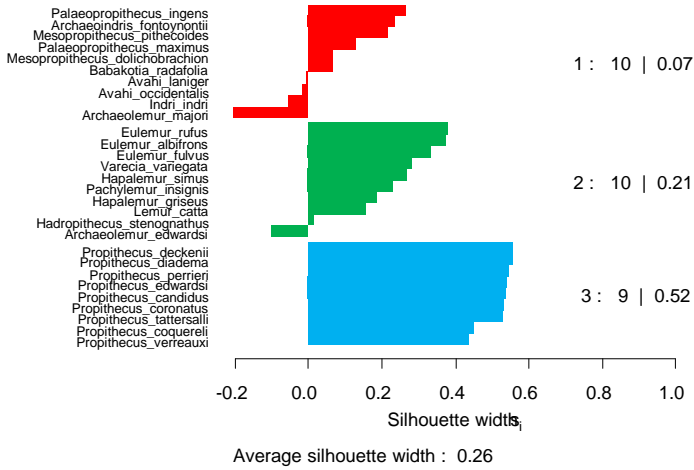 Palaeopropithecus_ingens
Archaeoindris_fontoynontii
Mesopropithecus_pithecoides
Palaeopropithecus_maximus
Mesopropithecus_dolichobrachion
Babakotia_radafolia
Avahi_laniger
Avahi_occidentalis
Indri_indri
Archaeolemur_majori
1 : 10 | 0.07
Eulemur_rufus
Eulemur_albifrons
Eulemur_fulvus
Varecia_variegata
Hapalemur_simus
Pachylemur_insignis
Hapalemur_griseus
Lemur_catta
Hadropithecus_stenognathus
Archaeolemur_edwardsi
2 : 10 | 0.21
Propithecus_deckenii
Propithecus_diadema
Propithecus_perrieri
Propithecus_edwardsi
Propithecus_candidus
Propithecus_coronatus
Propithecus_tattersalli
Propithecus_coquereli
Propithecus_verreauxi
3 : 9 | 0.52
-0.2 0.0 0.2 0.4 0.6 0.8 1.0
Silhouette width si
Average silhouette width : 0.26